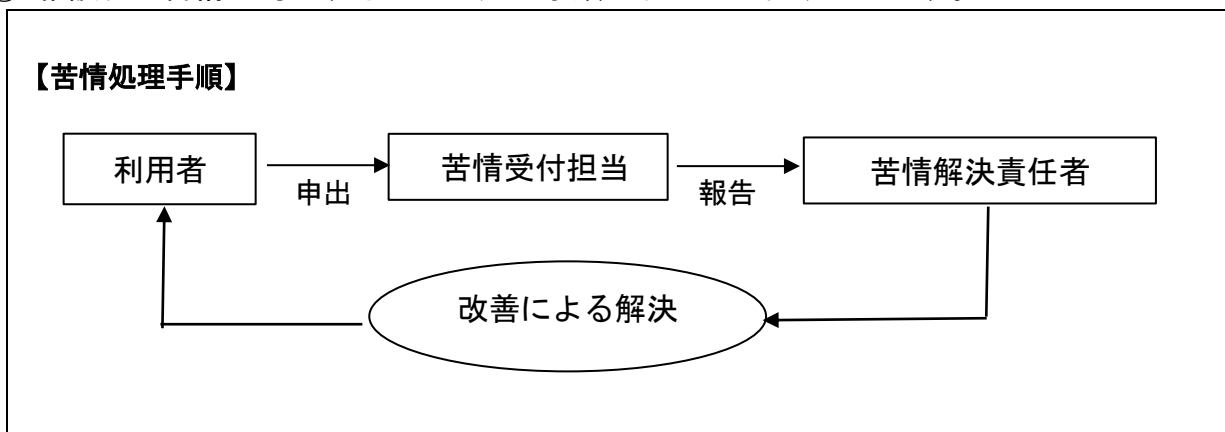 【苦情処理手順】
利用者
申出
苦情受付担当
報告
苦情解決責任者
改善による解決